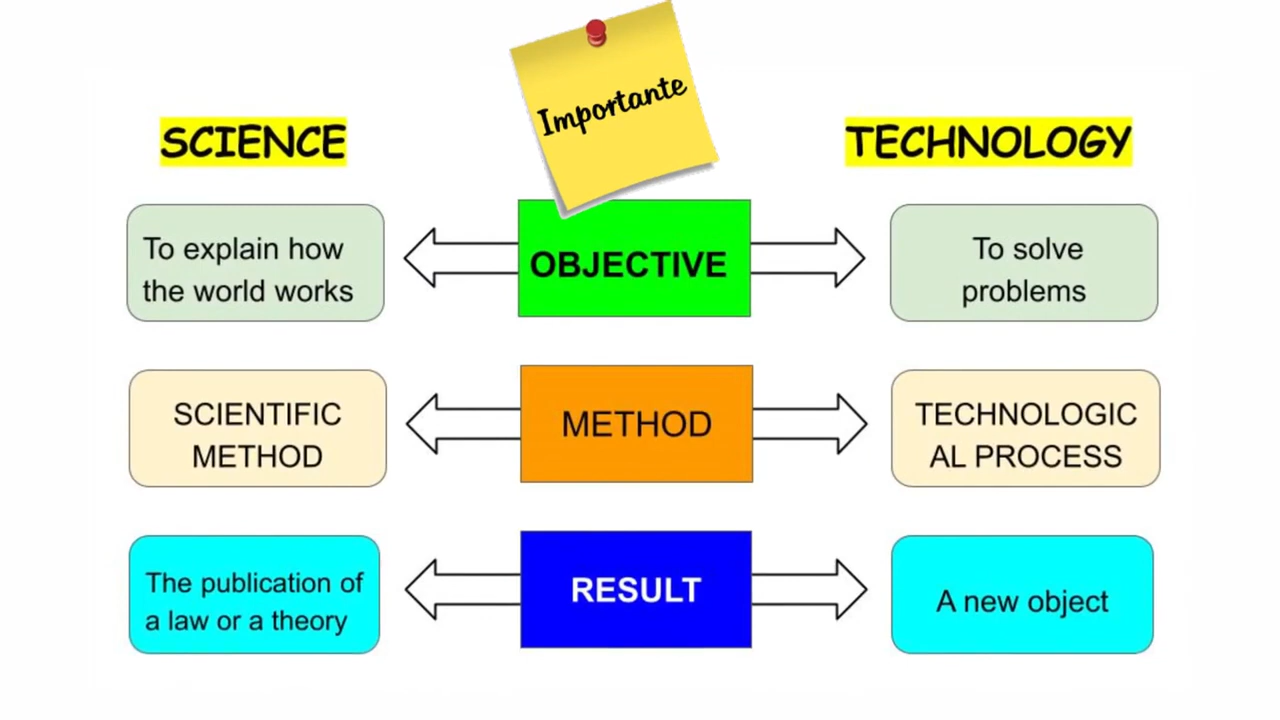 Importante
SCIENCE
TECHNOLOGY
To explain how
the world works
OBJECTIVE
To solve
problems
SCIENTIFIC
METHOD
METHOD
TECHNOLOGIC
AL PROCESS
The publication of
a law or a theory
RESULT
A new object